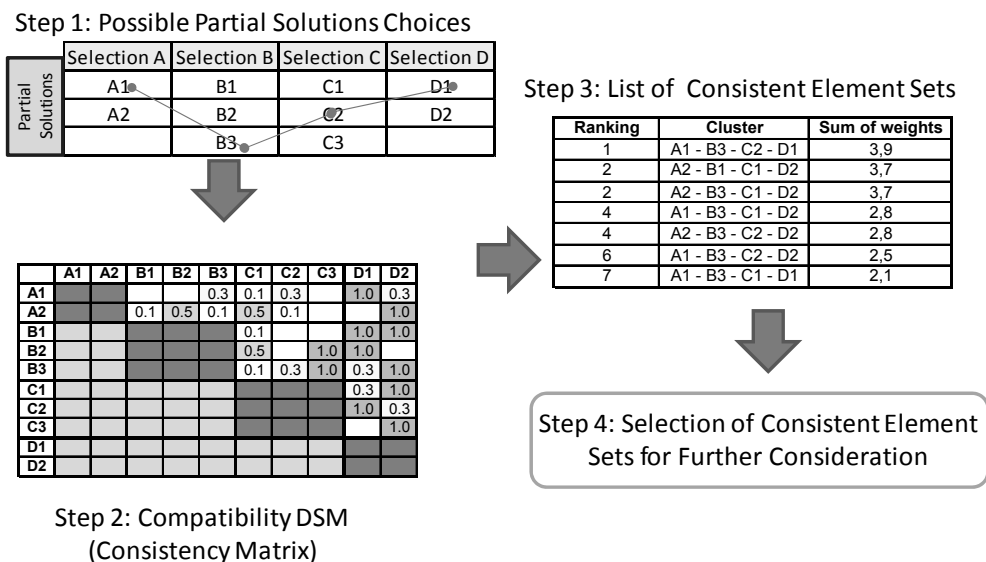 Step 1: Possible Partial Solutions Choices
Selection A Selection B Selection C Selection D
Partial Solutions
A1 B1 C1 D1
A2 B2 C2 D2
B3 C3
A1 A2 B1 B2 B3 C1 C2 C3 D1 D2
A1 0.3 0.1 0.3 1.0 0.3
A2 0.1 0.5 0.1 0.5 0.1 1.0
B1 0.1 1.0 1.0
B2 0.5 1.0 1.0
B3 0.1 0.3 1.0 0.3 1.0
C1 0.3 1.0
C2 1.0 0.3
C3 1.0
D1
D2
Step 2: Compatibility DSM
(Consistency Matrix)
Step 3: List of Consistent Element Sets
Ranking Cluster Sum of weights
1 A1 - B3 - C2 - D1 3,9
2 A2 - B1 - C1 - D2 3,7
2 A2 - B3 - C1 - D2 3,7
4 A1 - B3 - C1 - D2 2,8
4 A2 - B3 - C2 - D2 2,8
6 A1 - B3 - C2 - D2 2,5
7 A1 - B3 - C1 - D1 2,1
Step 4: Selection of Consistent Element
Sets for Further Consideration